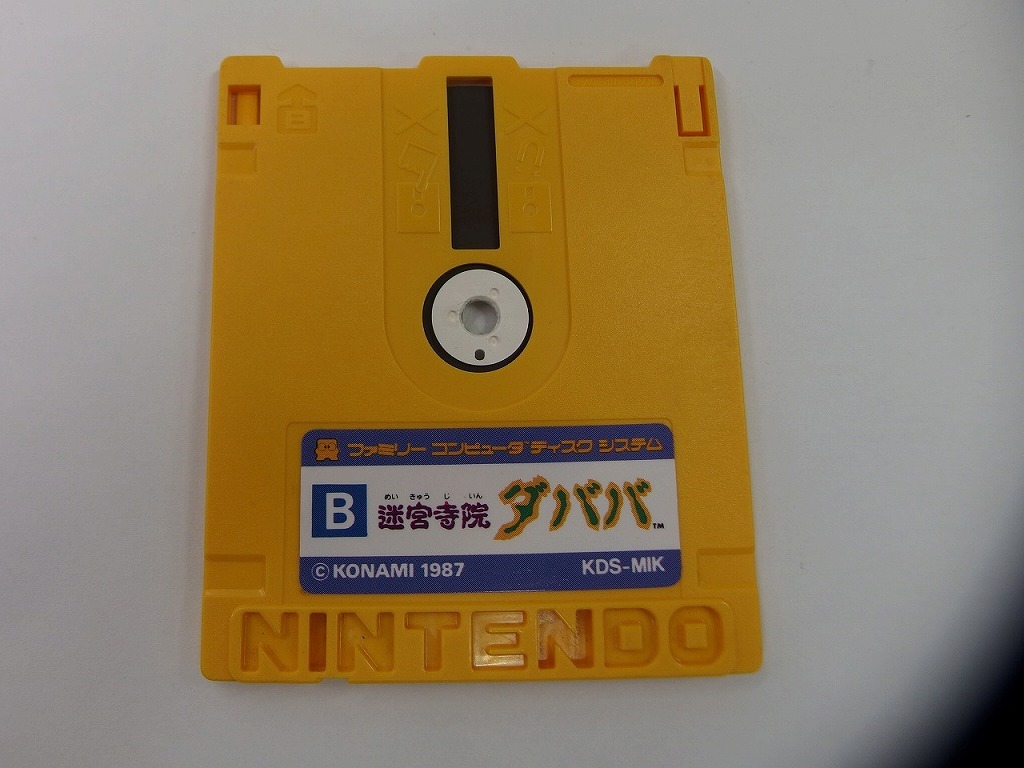 B
ファミリー コンピュータ ディスク システム
めい きゅう じ いん
B 迷宮寺院 ダババ™
© KONAMI 1987 KDS-MIK
NINTENDO